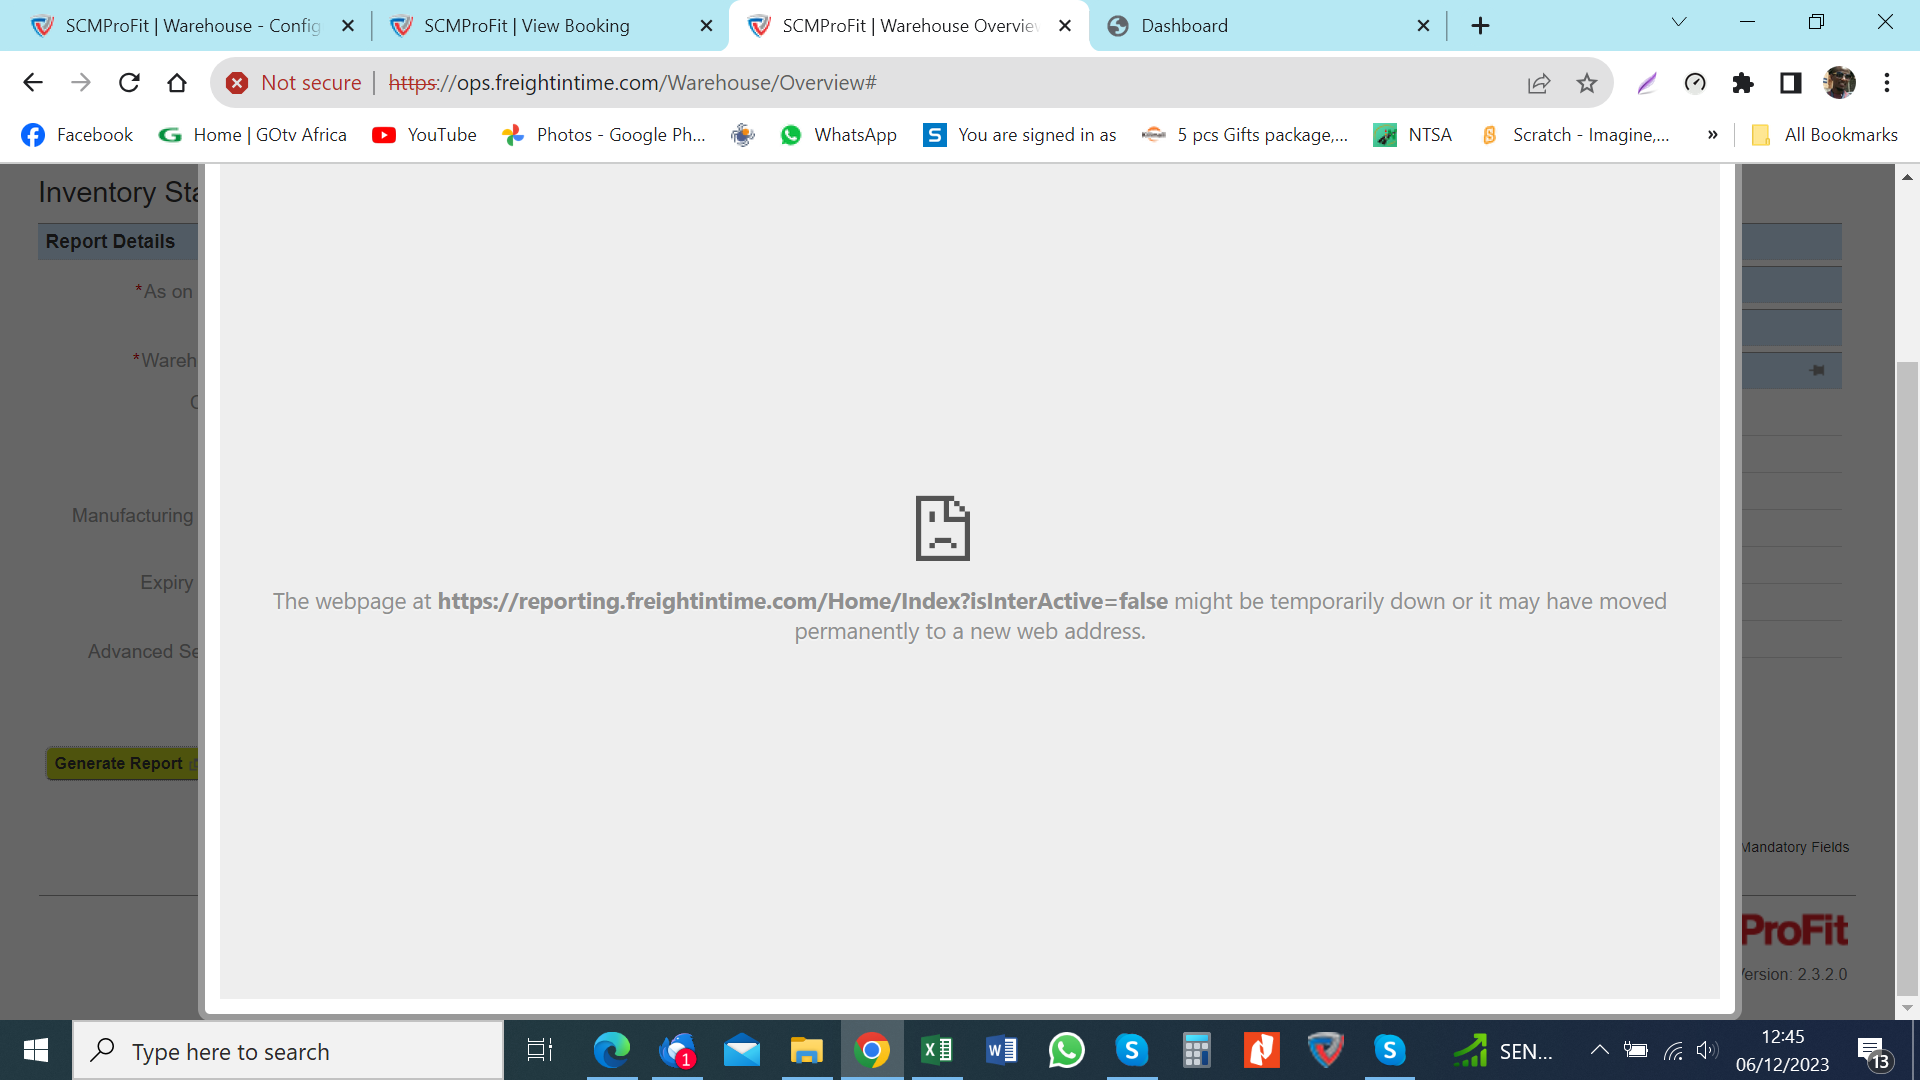 SCMProFit | Warehouse - Config
SCMProFit | View Booking
SCMProFit | Warehouse Overview
Dashboard
Not secure
https://ops.freightintime.com/Warehouse/Overview#
Facebook
Home | GOtv Africa
YouTube
Photos - Google Ph...
WhatsApp
You are signed in as
5 pcs Gifts package,...
NTSA
Scratch - Imagine,...
»
All Bookmarks
Inventory Sta
Report Details
*As on
*Wareh
C
Manufacturing
Expiry
Advanced Se
Generate Report
The webpage at https://reporting.freightintime.com/Home/Index?isInterActive=false might be temporarily down or it may have moved
permanently to a new web address.
Mandatory Fields
ProFit
Version: 2.3.2.0
Type here to search
1
SEN...
12:45
06/12/2023
13